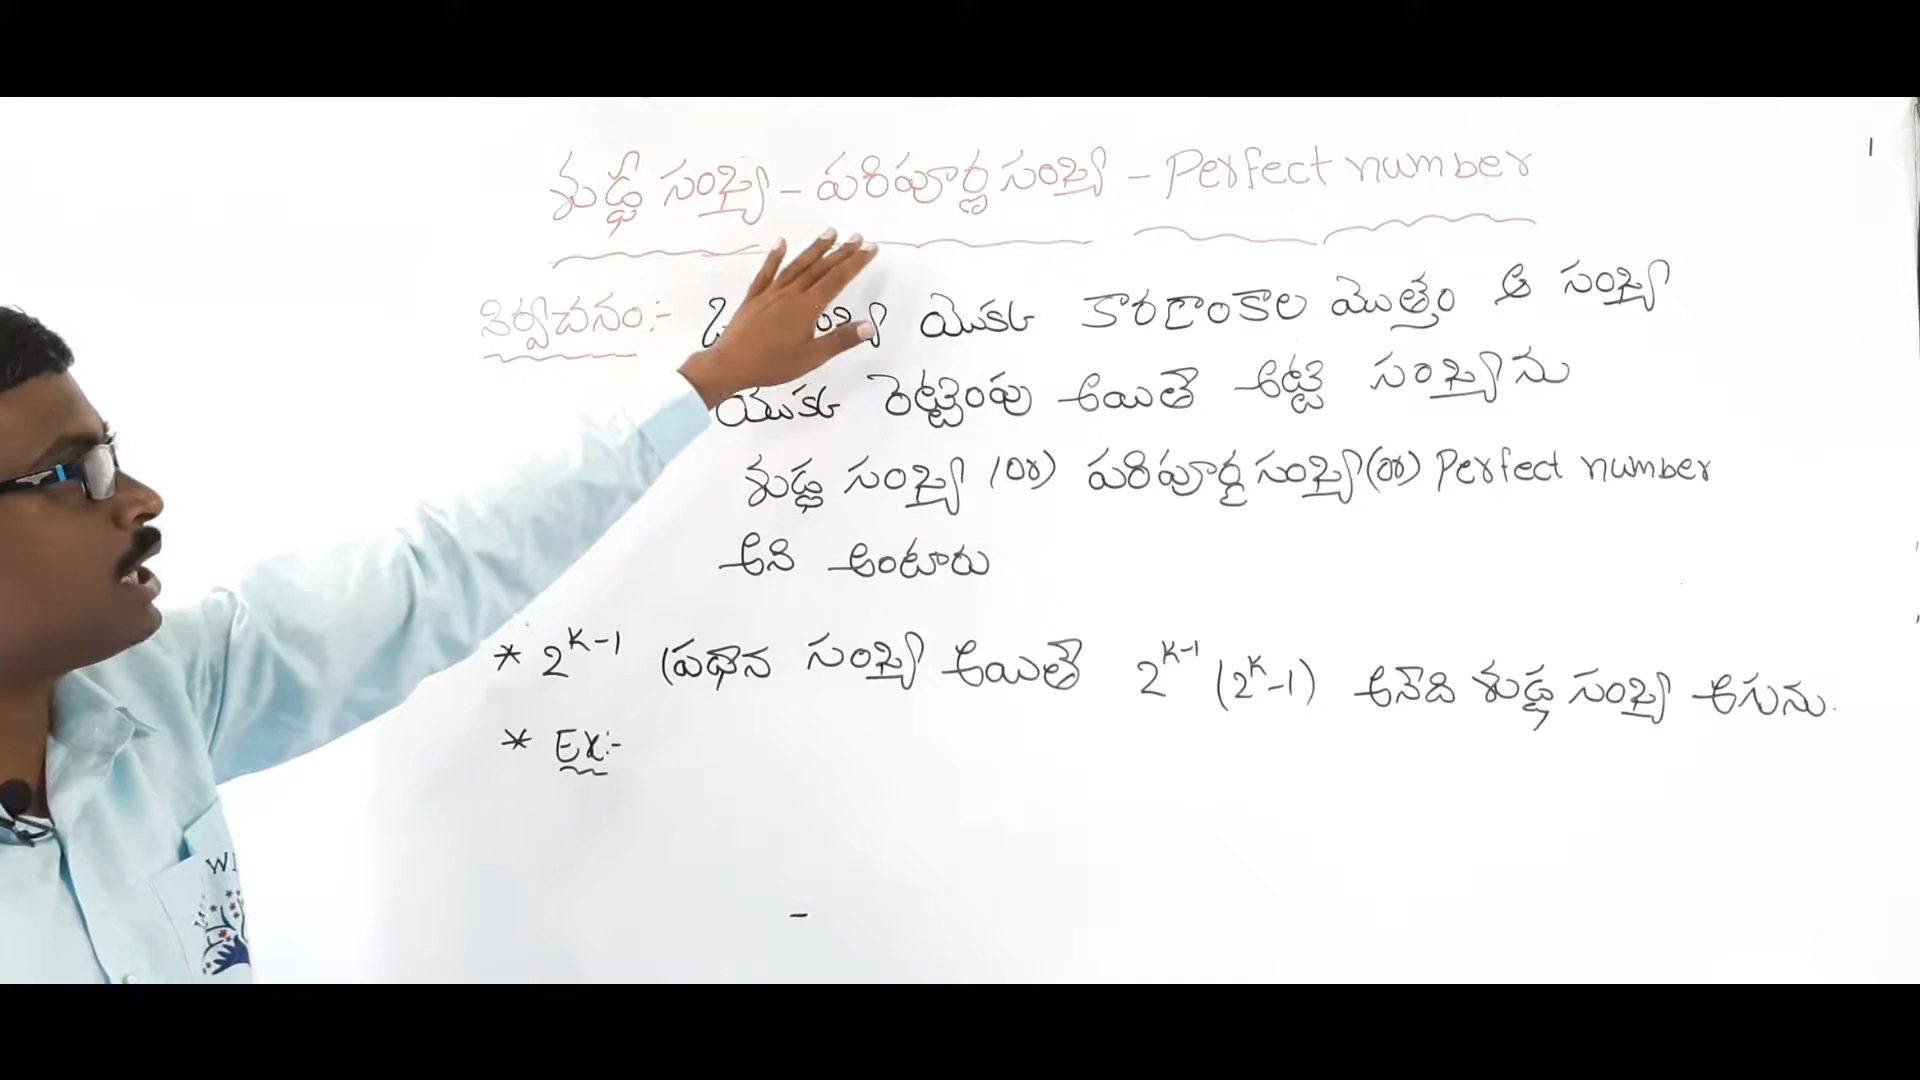 శుద్ధ సంఖ్య - పరిపూర్ణ సంఖ్య - Perfect number
1
నిర్వచనం:- యొక్క కారణాంకాల మొత్తం ఆ సంఖ్య
యొక్క రెట్టింపు అయితే అట్టి సంఖ్యను
శుద్ధ సంఖ్య (or) పరిపూర్ణ సంఖ్య (or) Perfect number
అని అంటారు
* 2^{K-1} ప్రధాన సంఖ్య అయితే 2^{K-1} (2^K-1) అనేది శుద్ధ సంఖ్య అగును.
* Ex:-